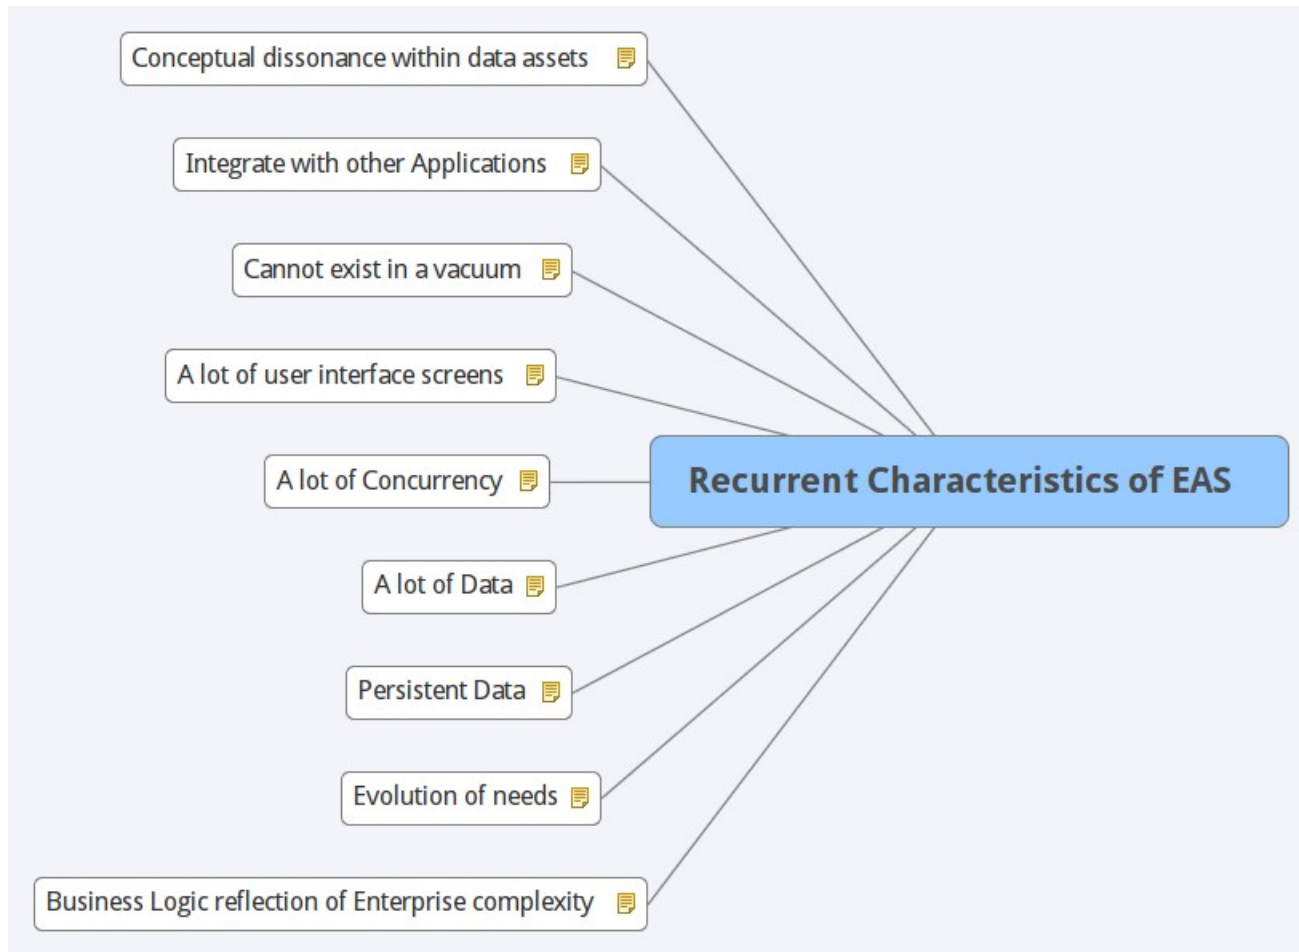 Conceptual dissonance within data assets
Integrate with other Applications
Cannot exist in a vacuum
A lot of user interface screens
A lot of Concurrency
Recurrent Characteristics of EAS
A lot of Data
Persistent Data
Evolution of needs
Business Logic reflection of Enterprise complexity